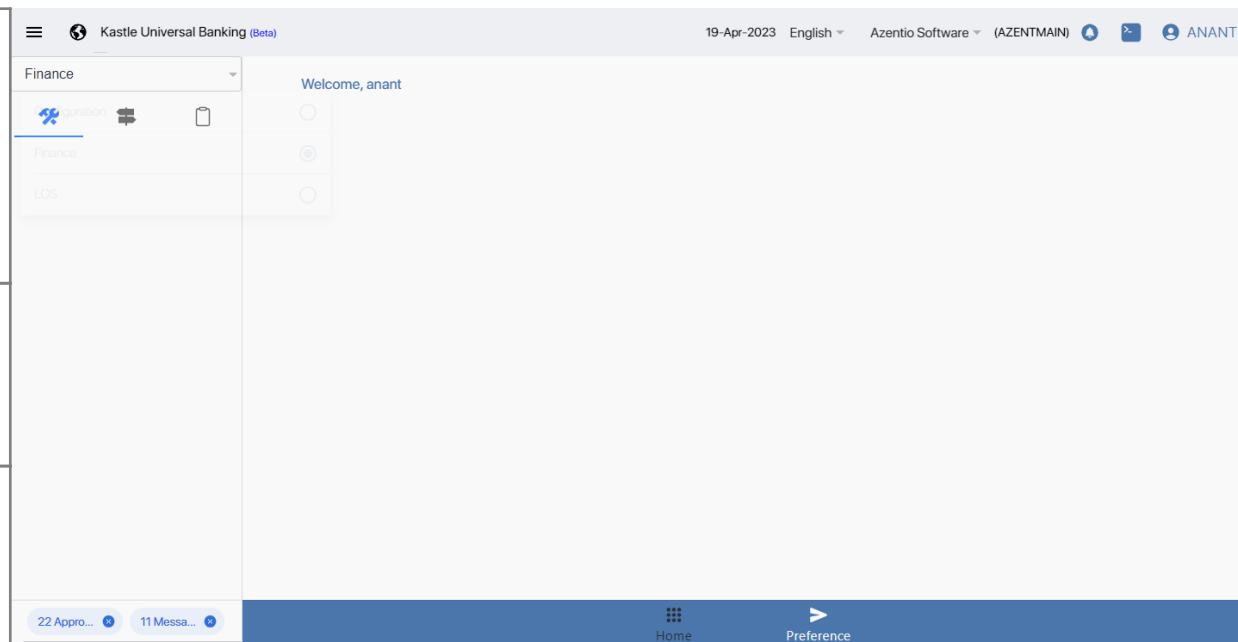 Kastle Universal Banking (Beta)
19-Apr-2023 English Azentio Software (AZENTMAIN) ANANT
Finance
Welcome, anant
Configuration
Finance
LOS
22 Appro... 11 Messa...
Home Preference